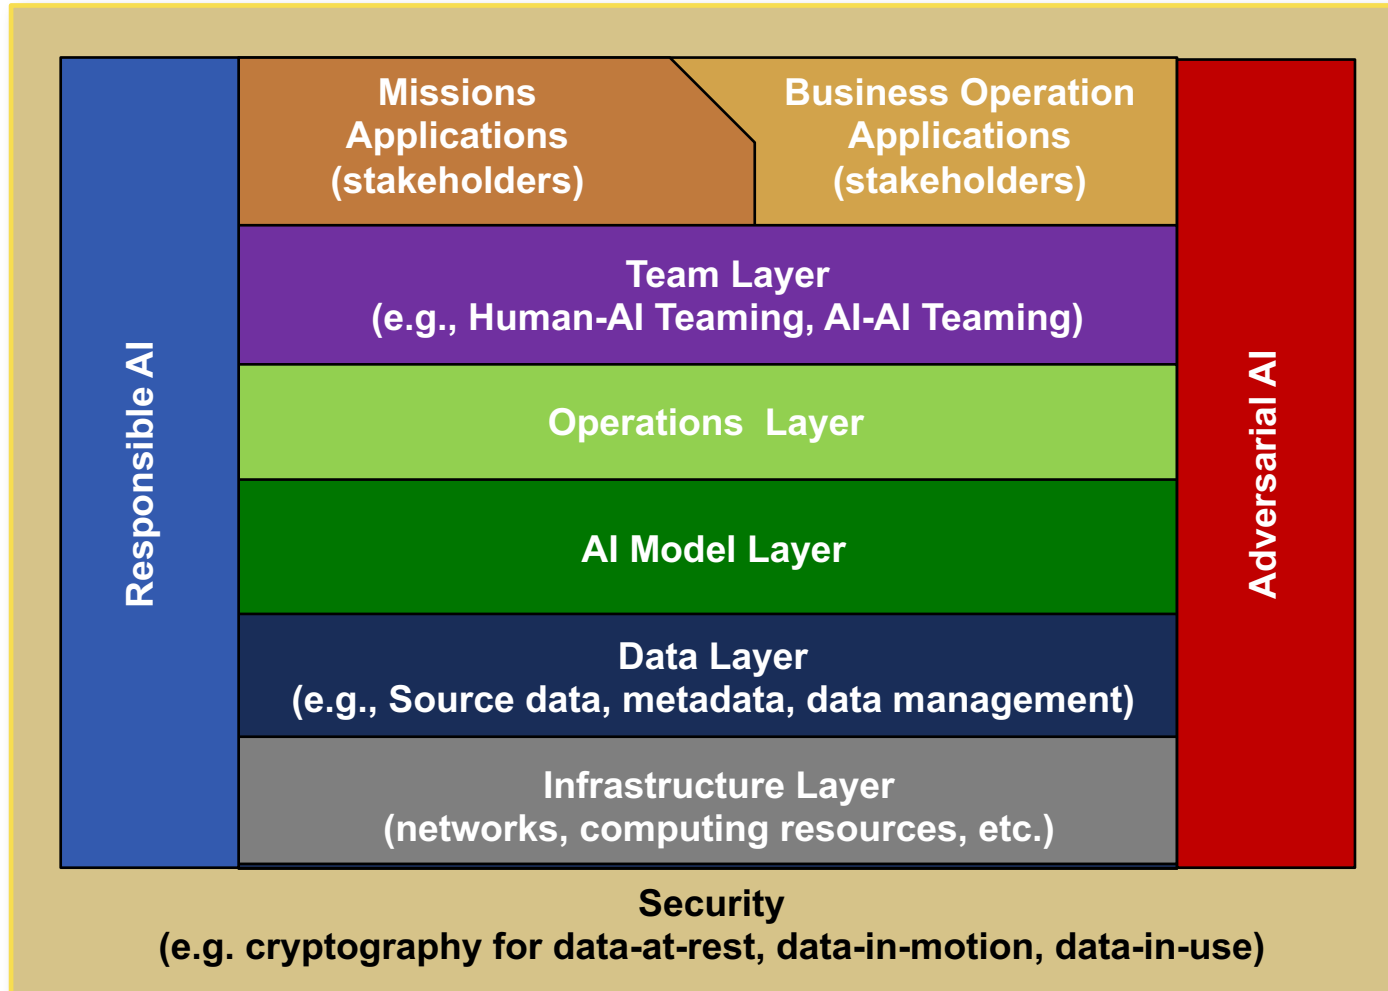 Missions
Applications
(stakeholders)
Business Operation
Applications
(stakeholders)
Responsible AI
Team Layer
(e.g., Human-AI Teaming, AI-AI Teaming)
Operations  Layer
AI Model Layer
Data Layer
(e.g., Source data, metadata, data management)
Infrastructure Layer
(networks, computing resources, etc.)
Adversarial AI
Security
(e.g. cryptography for data-at-rest, data-in-motion, data-in-use)